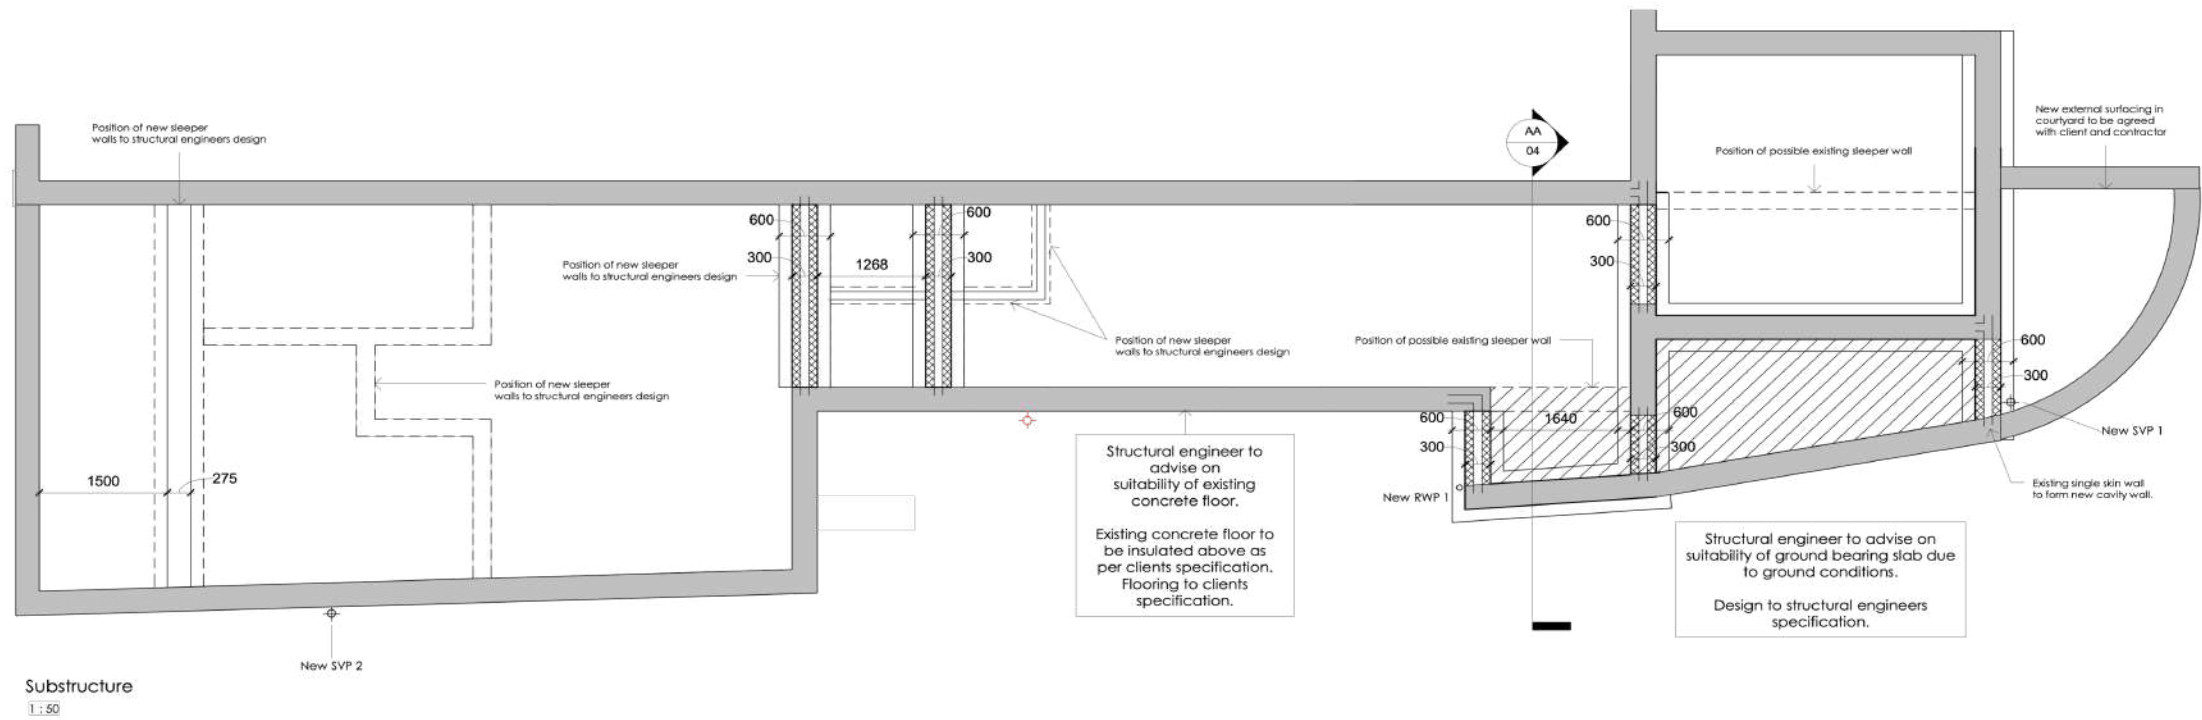 New external surfacing in
courtyard to be agreed
with client and contractor
Position of new sleeper
walls to structural engineers design
AA
04
Position of possible existing sleeper wall
600
600
600
300
1268
300
300
Position of new sleeper
walls to structural engineers design
Position of new sleeper
walls to structural engineers design
Position of possible existing sleeper wall
600
300
Position of new sleeper
walls to structural engineers design
600
1640
600
300
300
New SVP 1
Structural engineer to
advise on
suitability of existing
concrete floor.
Existing concrete floor to
be insulated above as
per clients specification.
Flooring to clients
specification.
1500
275
New RWP 1
Existing single skin wall
to form new cavity wall.
Structural engineer to advise on
suitability of ground bearing slab due
to ground conditions.
Design to structural engineers
specification.
New SVP 2
Substructure
1 : 50